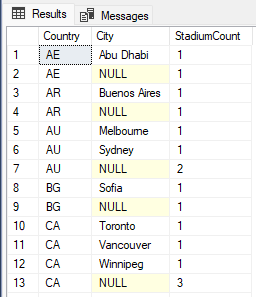 Results Messages
Country City StadiumCount
1 AE Abu Dhabi 1
2 AE NULL 1
3 AR Buenos Aires 1
4 AR NULL 1
5 AU Melbourne 1
6 AU Sydney 1
7 AU NULL 2
8 BG Sofia 1
9 BG NULL 1
10 CA Toronto 1
11 CA Vancouver 1
12 CA Winnipeg 1
13 CA NULL 3